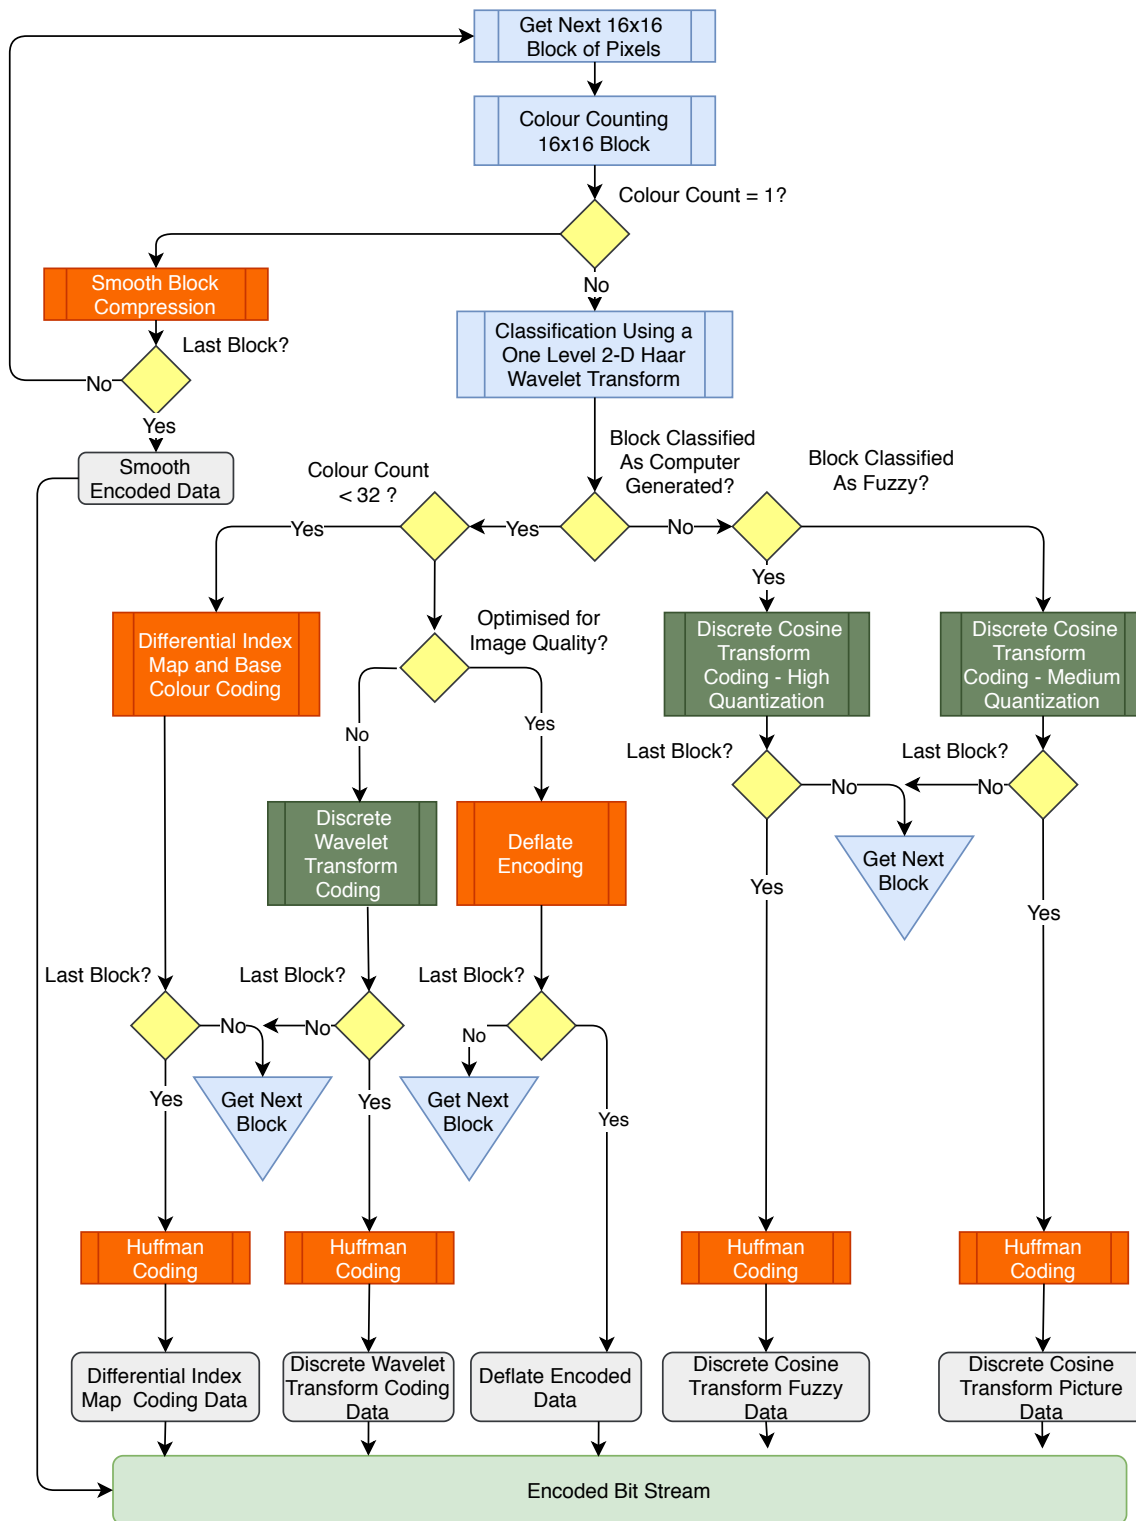 Get Next 16x16
Block of Pixels
Colour Counting
16x16 Block
Colour Count = 1?
Smooth Block
Compression
No
Last Block?
Classification Using a
One Level 2-D Haar
Wavelet Transform
No
Yes
Smooth
Encoded Data
Block Classified
As Computer
Generated?
Block Classified
As Fuzzy?
Colour Count
< 32 ?
Yes
Yes
No
Yes
Differential Index
Map and Base
Colour Coding
Optimised for
Image Quality?
Discrete Cosine
Transform
Coding - High
Quantization
Discrete Cosine
Transform
Coding - Medium
Quantization
No
Yes
Last Block?
Last Block?
No
No
Discrete
Wavelet
Transform
Coding
Deflate
Encoding
Get Next
Block
Yes
Yes
Last Block?
Last Block?
Last Block?
No
No
No
Yes
Get Next
Block
Yes
Get Next
Block
Yes
Huffman
Coding
Huffman
Coding
Huffman
Coding
Huffman
Coding
Differential Index
Map  Coding Data
Discrete Wavelet
Transform Coding
Data
Deflate Encoded
Data
Discrete Cosine
Transform Fuzzy
Data
Discrete Cosine
Transform Picture
Data
Encoded Bit Stream